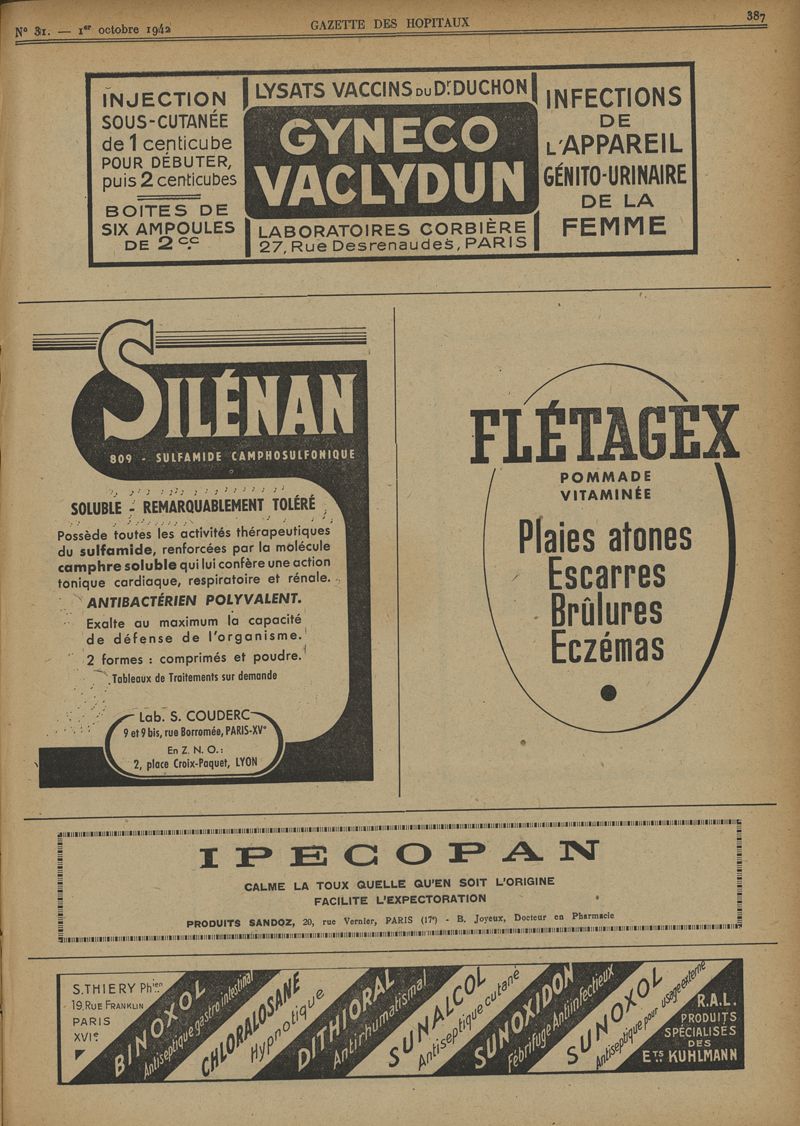 Nº 31. — 1er octobre 1942
GAZETTE DES HOPITAUX
387
INJECTION
SOUS-CUTANÉE
de 1 centicube
POUR DÉBUTER,
puis 2 centicubes
BOITES DE
SIX AMPOULES
DE 2 c.c.
LYSATS VACCINS DU Dr DUCHON
GYNECO
VACLYDUN
LABORATOIRES CORBIÈRE
27, Rue Desrenaudes, PARIS
INFECTIONS
DE
L'APPAREIL
GÉNITO-URINAIRE
DE LA
FEMME
SILÉNAN
809 - SULFAMIDE CAMPHOSULFONIQUE
SOLUBLE - REMARQUABLEMENT TOLÉRÉ
Possède toutes les activités thérapeutiques
du sulfamide, renforcées par la molécule
camphre soluble qui lui confère une action
tonique cardiaque, respiratoire et rénale.
ANTIBACTÉRIEN POLYVALENT.
Exalte au maximum la capacité
de défense de l'organisme.
2 formes : comprimés et poudre.
Tableaux de Traitements sur demande
Lab. S. COUDERC
9 et 9 bis, rue Borromée, PARIS-XVe
En Z. N. O. :
2, place Croix-Paquet, LYON
FLÉTAGEX
POMMADE
VITAMINÉE
Plaies atones
Escarres
Brûlures
Eczémas
IPECOPAN
CALME LA TOUX QUELLE QU'EN SOIT L'ORIGINE
FACILITE L'EXPECTORATION
PRODUITS SANDOZ, 20, rue Vernier, PARIS (17e) - B. Joyeux, Docteur en Pharmacie
S. THIERY Phien
19, RUE FRANKLIN
PARIS
XVIe
BINOXOL
Antiseptique gastro intestinal
CHLORALOSANE
Hypnotique
DITHIORAL
Antirhumatismal
SUNALCOL
Antiseptique cutané
SUNOXIDON
Fébrifuge Antiinfectieux
SUNOXOL
Antiseptique pour usage externe
R.A.L.
PRODUITS
SPÉCIALISÉS
DES
ETS KUHLMANN